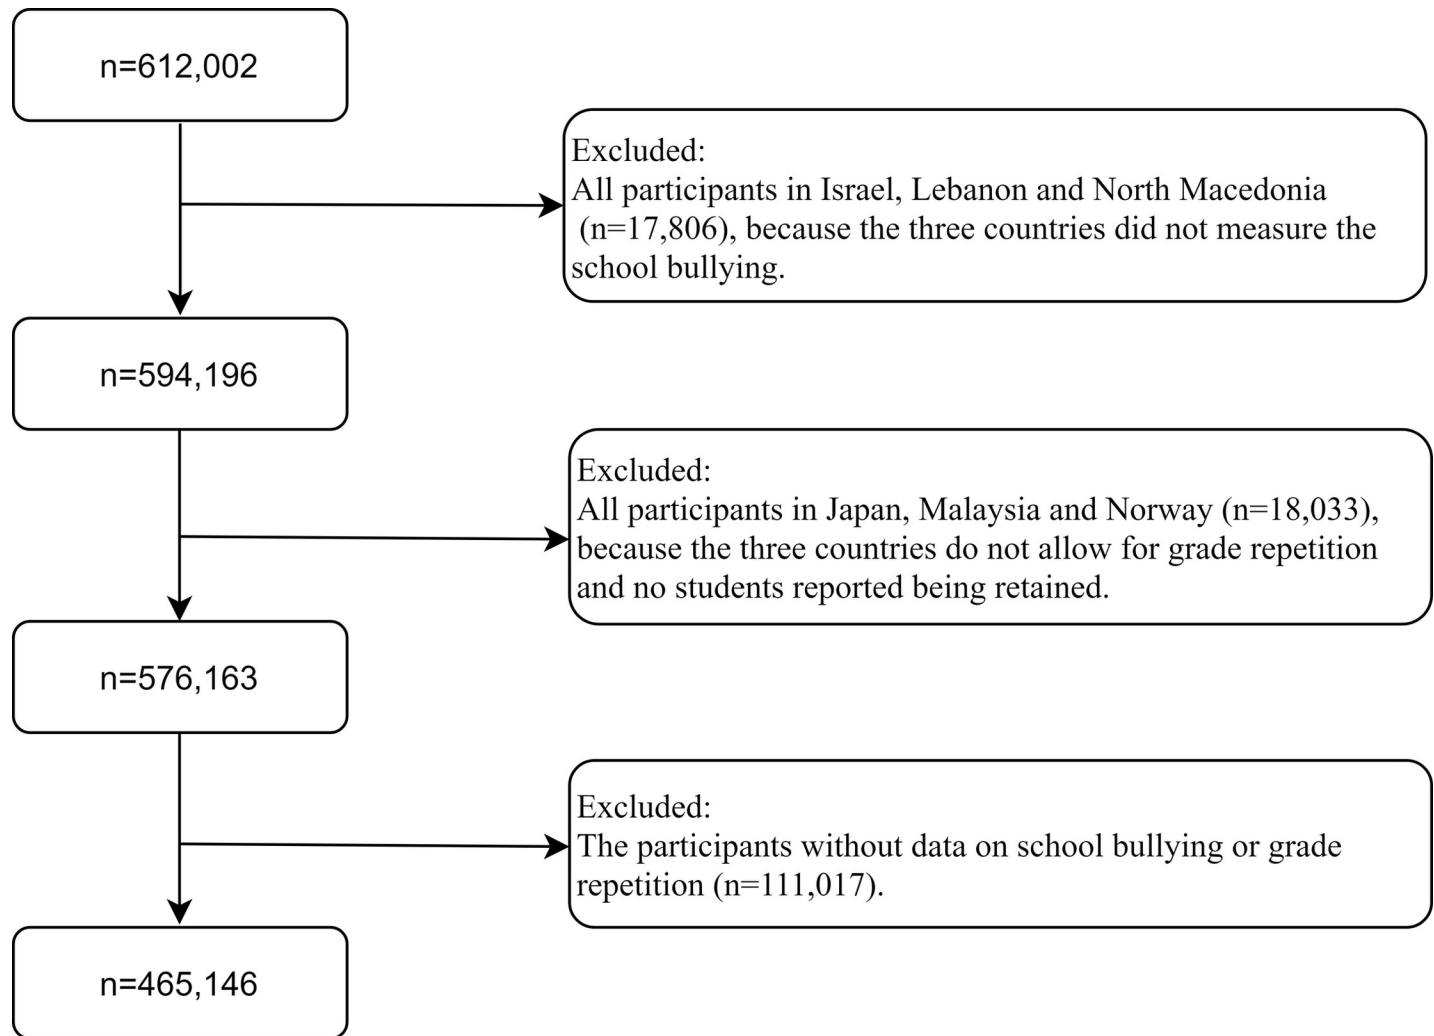 n=612,002
Excluded:
All participants in Israel, Lebanon and North Macedonia
(n=17,806), because the three countries did not measure the
school bullying.
n=594,196
Excluded:
All participants in Japan, Malaysia and Norway (n=18,033),
because the three countries do not allow for grade repetition
and no students reported being retained.
n=576,163
Excluded:
The participants without data on school bullying or grade
repetition (n=111,017).
n=465,146